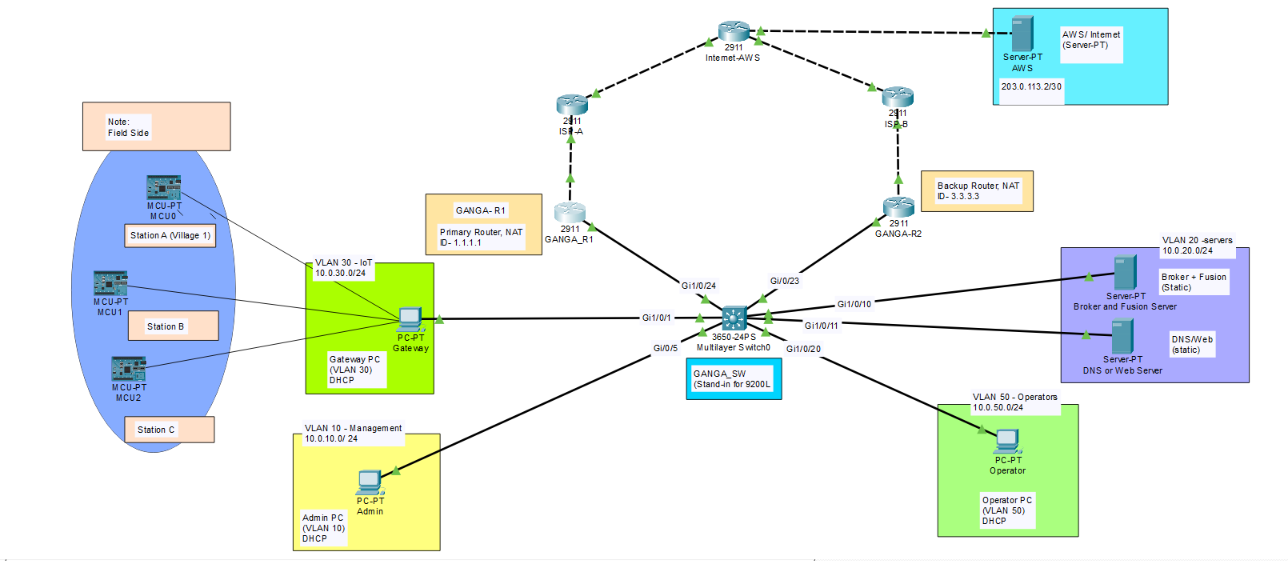 2911
Internet-AWS
Server-PT
AWS
AWS/ Internet
(Server-PT)
203.0.113.2/30
2911
ISP-A
2911
ISP-B
Note:
Field Side
MCU-PT
MCU0
Station A (Village 1)
MCU-PT
MCU1
Station B
MCU-PT
MCU2
Station C
GANGA- R1
Primary Router, NAT
ID- 1.1.1.1
2911
GANGA_R1
Backup Router, NAT
ID- 3.3.3.3
2911
GANGA-R2
VLAN 30 - IoT
10.0.30.0/24
PC-PT
Gateway
Gateway PC
(VLAN 30)
DHCP
Gi1/0/24
Gi/0/23
Gi1/0/1
Gi1/0/10
Gi1/0/11
Gi/0/5
Gi1/0/20
3650-24PS
Multilayer Switch0
GANGA_SW
(Stand-in for 9200L
VLAN 20 -servers
10.0.20.0/24
Server-PT
Broker and Fusion Server
Broker + Fusion
(Static)
Server-PT
DNS or Web Server
DNS/Web
(static)
VLAN 10 - Management
10.0.10.0/ 24
PC-PT
Admin
Admin PC
(VLAN 10)
DHCP
VLAN 50 - Operators
10.0.50.0/24
PC-PT
Operator
Operator PC
(VLAN 50)
DHCP